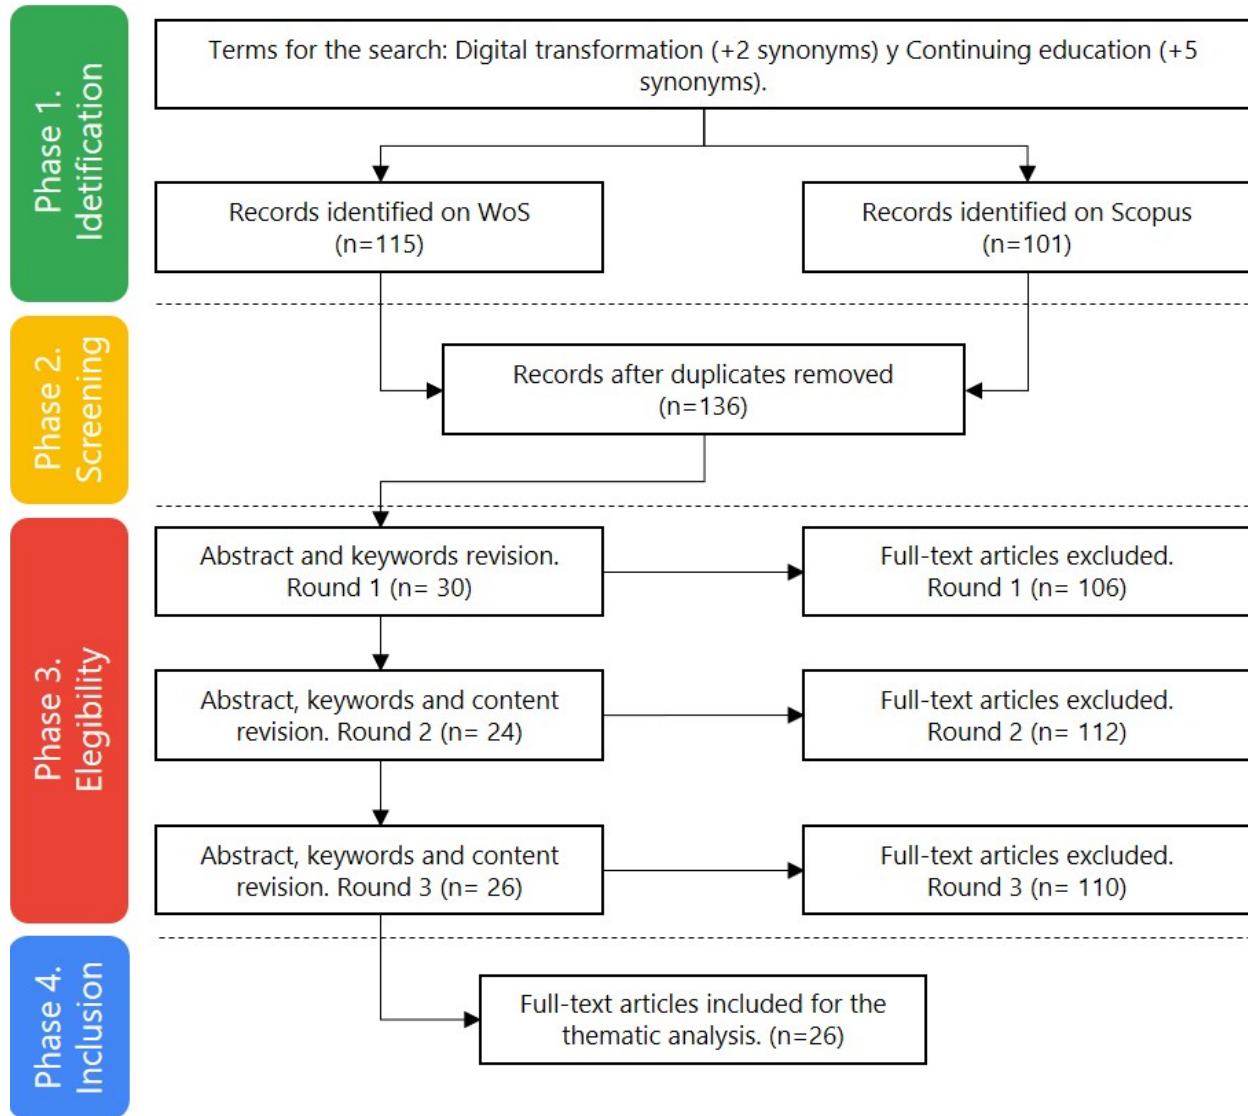 Phase 1.
Idetification
Terms for the search: Digital transformation (+2 synonyms) y Continuing education (+5
synonyms).
Records identified on WoS
(n=115)
Records identified on Scopus
(n=101)
Phase 2.
Screening
Records after duplicates removed
(n=136)
Phase 3.
Elegibility
Abstract and keywords revision.
Round 1 (n= 30)
Full-text articles excluded.
Round 1 (n= 106)
Abstract, keywords and content
revision. Round 2 (n= 24)
Full-text articles excluded.
Round 2 (n= 112)
Abstract, keywords and content
revision. Round 3 (n= 26)
Full-text articles excluded.
Round 3 (n= 110)
Phase 4.
Inclusion
Full-text articles included for the
thematic analysis. (n=26)